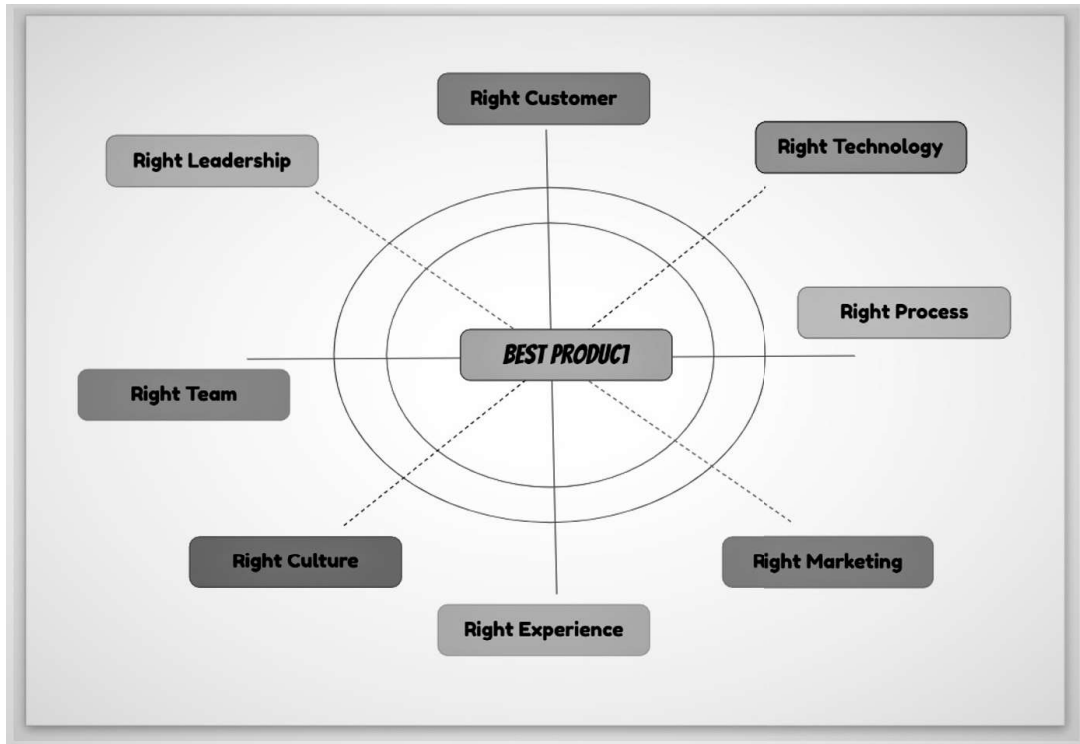 Right Customer
Right Technology
Right Leadership
Right Process
BEST PRODUCT
Right Team
Right Culture
Right Marketing
Right Experience